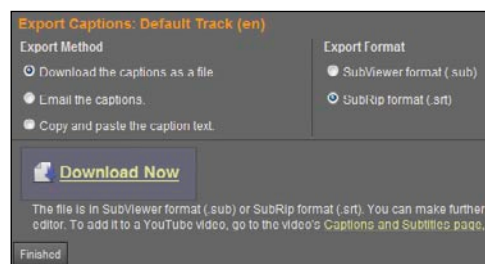 Export Captions: Default Track (en)
Export Method
Export Format
Download the captions as a file
SubViewer format (.sub)
Email the captions.
SubRip format (.srt)
Copy and paste the caption text.
Download Now
The file is in SubViewer format (.sub) or SubRip format (.srt). You can make further
editor. To add it to a YouTube video, go to the video's Captions and Subtitles page,
Finished